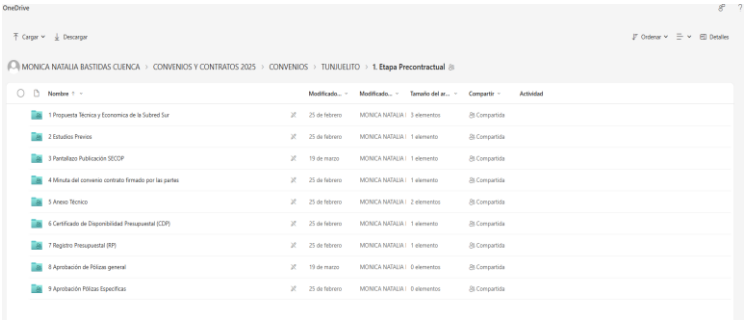 OneDrive
?
Cargar Descargar Ordenar Detalles
MONICA NATALIA BASTIDAS CUENCA > CONVENIOS Y CONTRATOS 2025 > CONVENIOS > TUNJUELITO > 1. Etapa Precontractual
Nombre ↑ Modificado... Modificado... Tamaño del ar... Compartir Actividad
1 Propuesta Técnica y Economica de la Subred Sur 25 de febrero MONICA NATALIA 3 elementos Compartida
2 Estudios Previos 25 de febrero MONICA NATALIA 1 elemento Compartida
3 Pantallazo Publicación SECOP 19 de marzo MONICA NATALIA 1 elemento Compartida
4 Minuta del convenio contrato firmado por las partes 25 de febrero MONICA NATALIA 1 elemento Compartida
5 Anexo Técnico 25 de febrero MONICA NATALIA 2 elementos Compartida
6 Certificado de Disponibilidad Presupuestal (CDP) 25 de febrero MONICA NATALIA 1 elemento Compartida
7 Registro Presupuestal (RP) 25 de febrero MONICA NATALIA 1 elemento Compartida
8 Aprobación de Pólizas general 19 de marzo MONICA NATALIA 0 elementos Compartida
9 Aprobación Pólizas Especificas 25 de febrero MONICA NATALIA 0 elementos Compartida